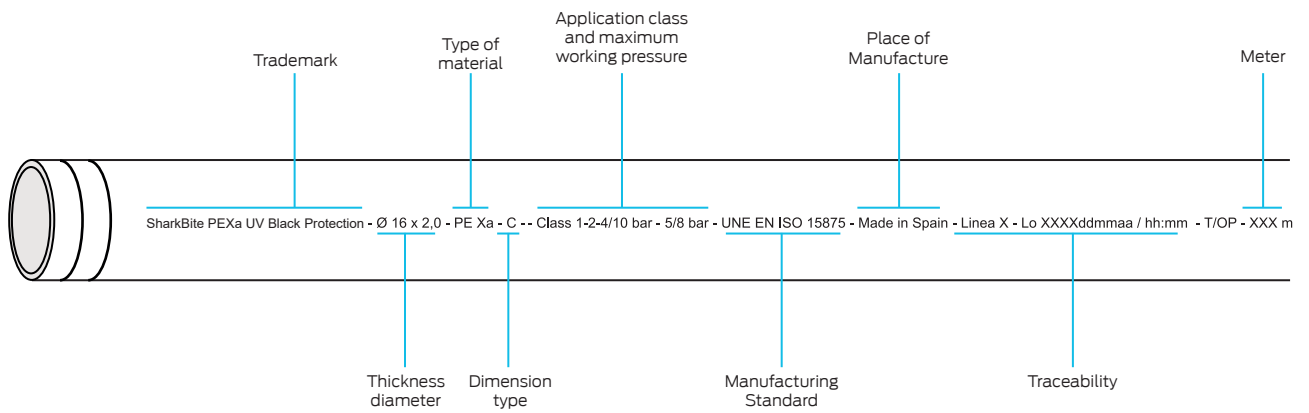 Application class
and maximum
working pressure
Type of
material
Place of
Manufacture
Trademark
Meter
SharkBite PEXa UV Black Protection - Ø 16 x 2,0 - PE Xa - C -- Class 1-2-4/10 bar - 5/8 bar - UNE EN ISO 15875 - Made in Spain - Linea X - Lo XXXXddmmaa / hh:mm - T/OP - XXX m
Thickness
diameter
Dimension
type
Manufacturing
Standard
Traceability